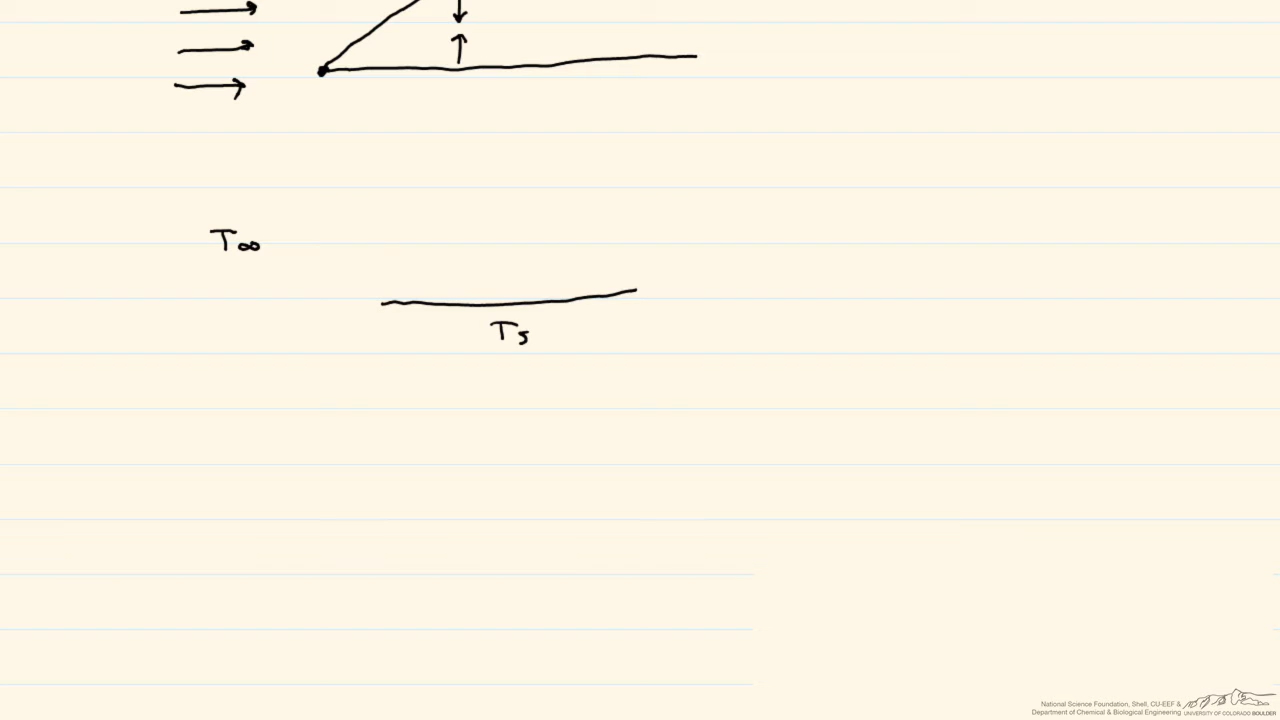 T∞
Ts
National Science Foundation, Shell, CU-EEF &
Department of Chemical & Biological Engineering
UNIVERSITY OF COLORADO BOULDER